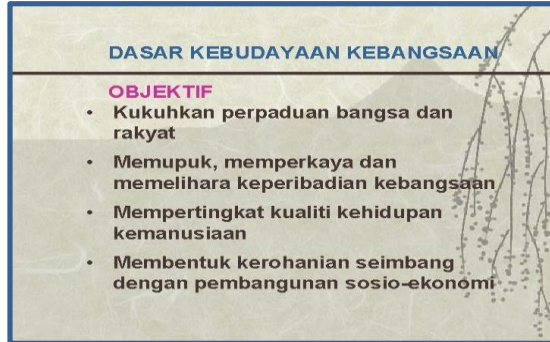 DASAR KEBUDAYAAN KEBANGSAAN
OBJEKTIF
• Kukuhkan perpaduan bangsa dan
rakyat
• Memupuk, memperkaya dan
memelihara keperibadian kebangsaan
• Mempertingkat kualiti kehidupan
kemanusiaan
• Membentuk kerohanian seimbang
dengan pembangunan sosio-ekonomi